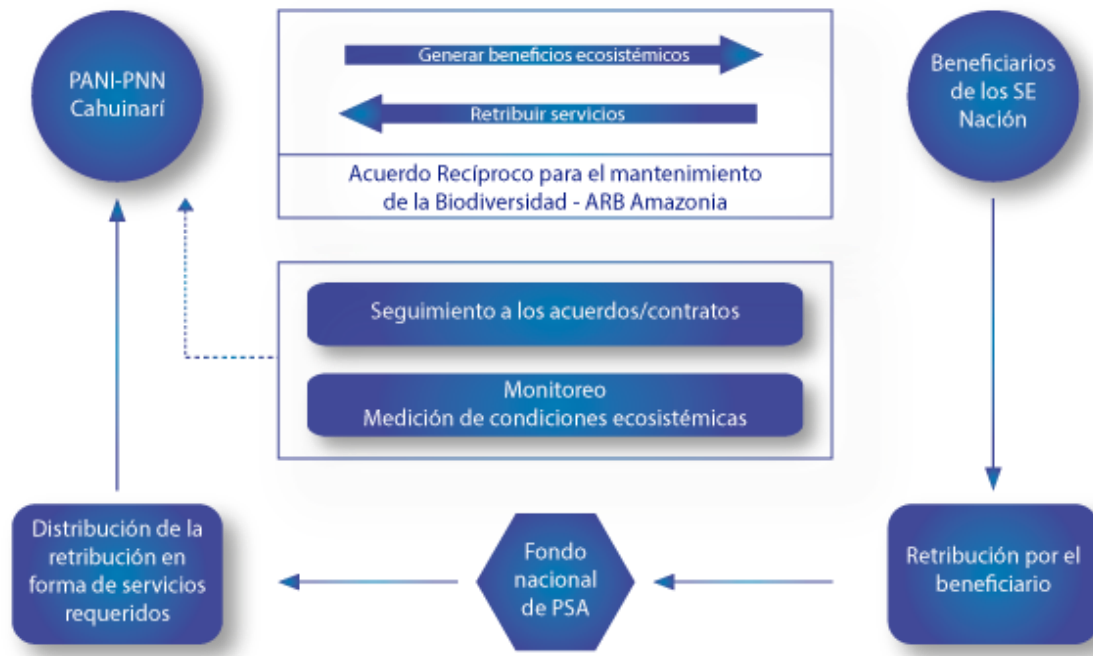 PANI-PNN
Cahuinarí
Generar beneficios ecosistémicos
Retribuir servicios
Acuerdo Recíproco para el mantenimiento
de la Biodiversidad - ARB Amazonia
Beneficiarios
de los SE
Nación
Seguimiento a los acuerdos/contratos
Monitoreo
Medición de condiciones ecosistémicas
Distribución de la
retribución en
forma de servicios
requeridos
Fondo
nacional
de PSA
Retribución por el
beneficiario